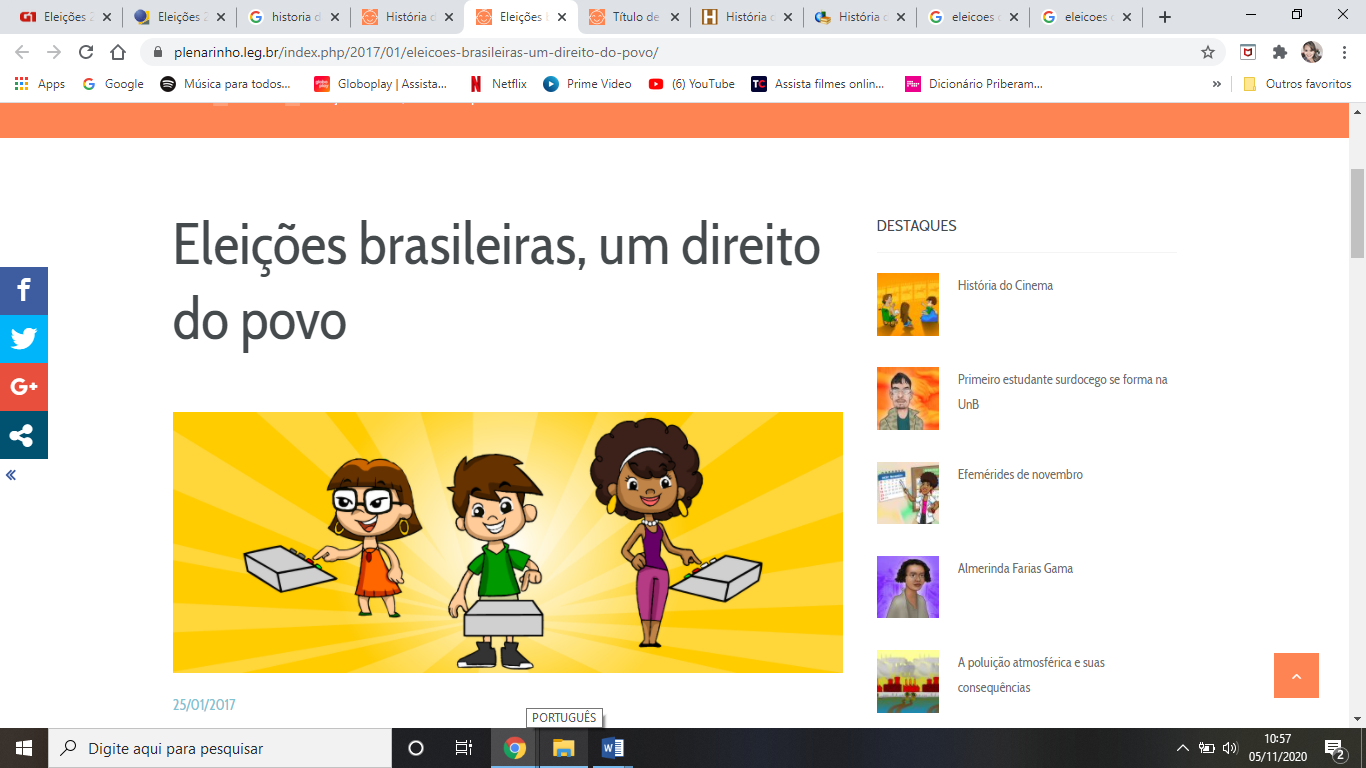 Eleições 2
Eleições 2
historia d
História d
Eleições b
Título de
História d
História d
eleicoes d
eleicoes d
plenarinho.leg.br/index.php/2017/01/eleicoes-brasileiras-um-direito-do-povo/
Apps
Google
Música para todos...
Globoplay | Assista...
Netflix
Prime Video
(6) YouTube
Assista filmes onlin...
Dicionário Priberam...
»
Outros favoritos
Eleições brasileiras, um direito
do povo
DESTAQUES
História do Cinema
Primeiro estudante surdocego se forma na
UnB
Efemérides de novembro
Almerinda Farias Gama
A poluição atmosférica e suas
consequências
25/01/2017
PORTUGUÊS
Digite aqui para pesquisar
10:57
05/11/2020
2